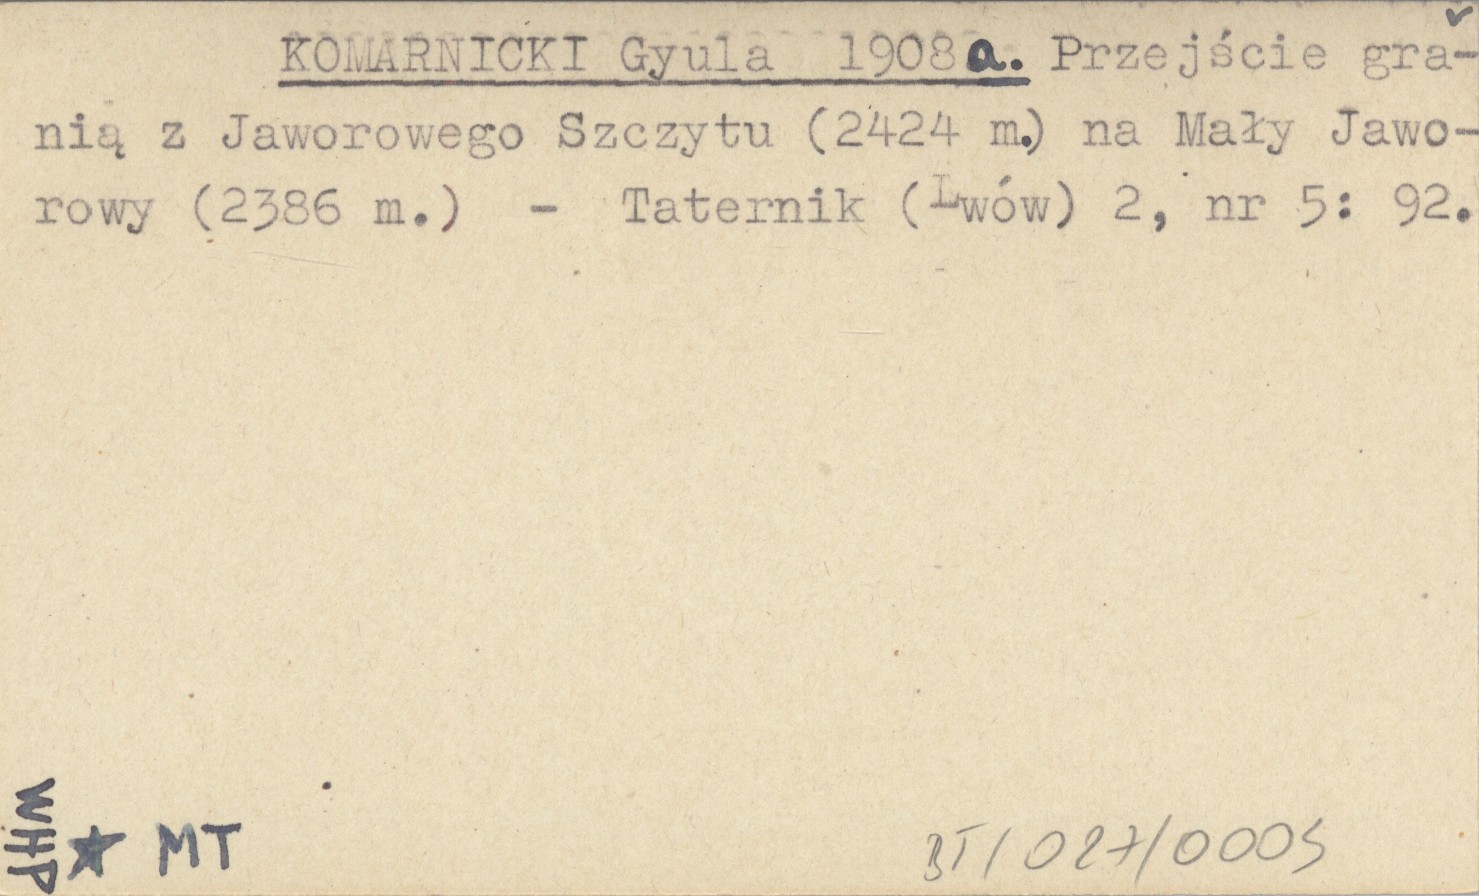 KOMARNICKI Gyula 1908a. Przejście gra-
nią z Jaworowego Szczytu (2424 m.) na Mały Jawo-
rowy (2386 m.) - Taternik (Lwów) 2, nr 5: 92.
WHP
★ MT
BT/027/0005